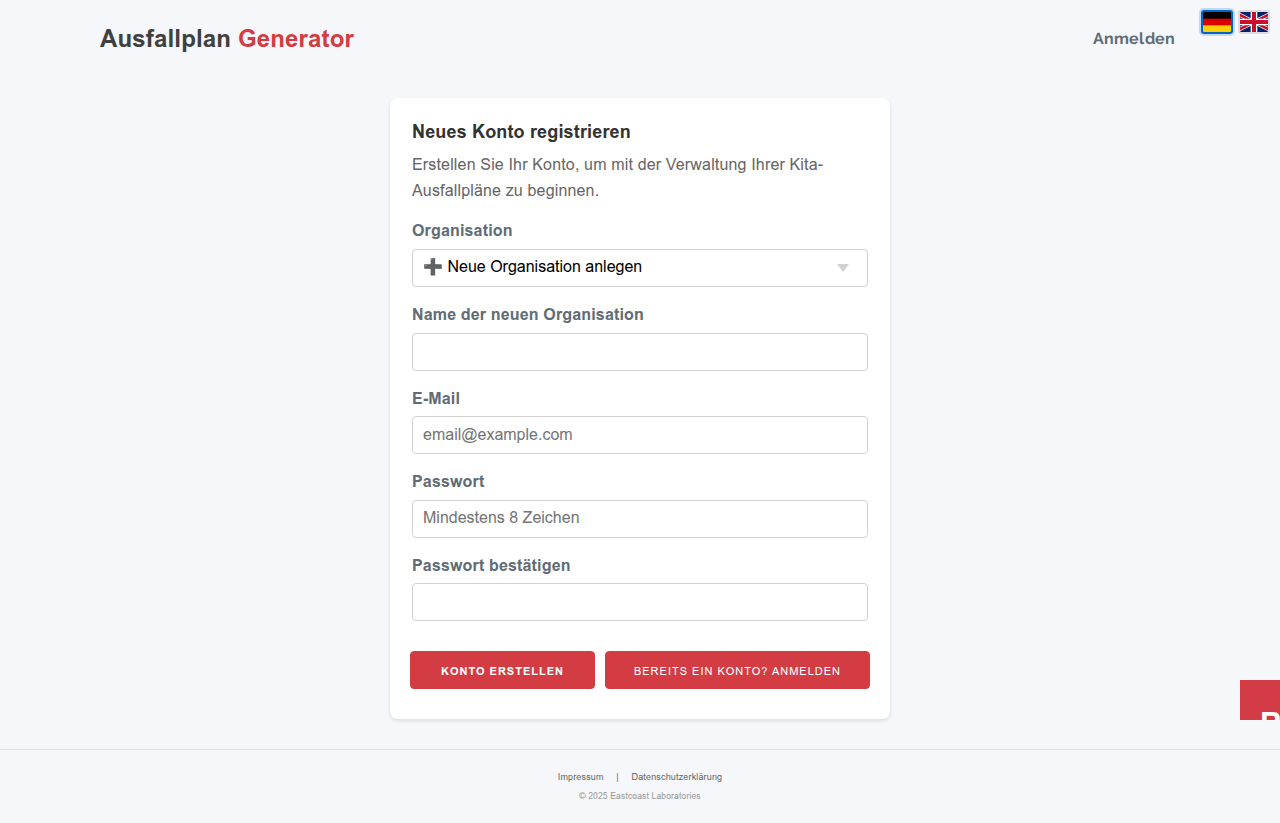 Ausfallplan Generator
Anmelden
Neues Konto registrieren
Erstellen Sie Ihr Konto, um mit der Verwaltung Ihrer Kita-
Ausfallpläne zu beginnen.
Organisation
➕ Neue Organisation anlegen
Name der neuen Organisation
E-Mail
email@example.com
Passwort
Mindestens 8 Zeichen
Passwort bestätigen
KONTO ERSTELLEN
BEREITS EIN KONTO? ANMELDEN
Impressum | Datenschutzerklärung
© 2025 Eastcoast Laboratories